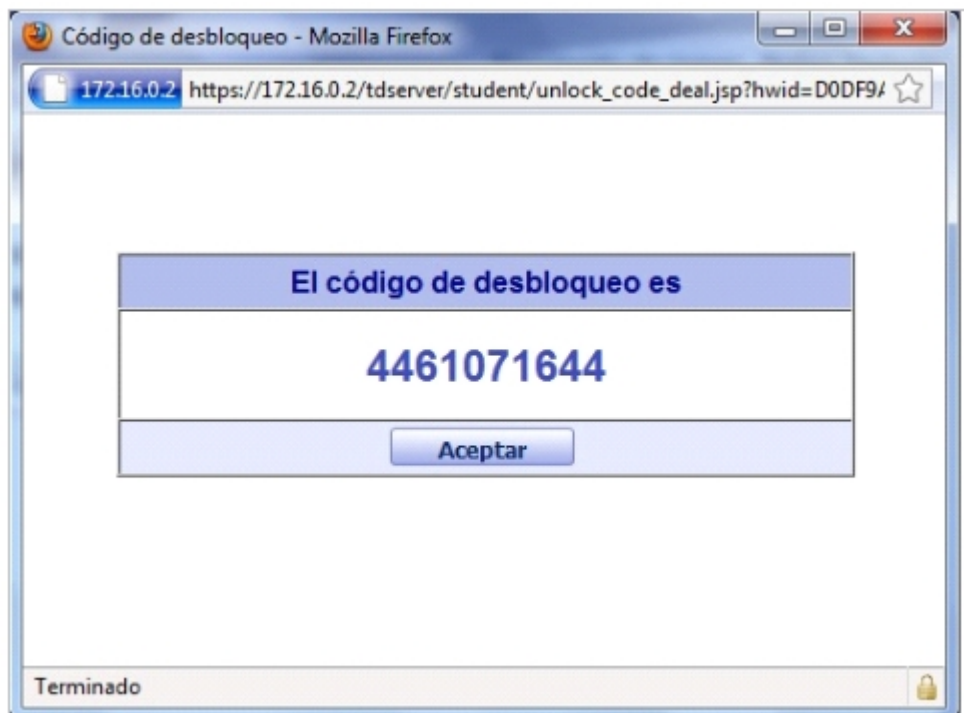 Código de desbloqueo - Mozilla Firefox
172.16.0.2 https://172.16.0.2/tdserver/student/unlock_code_deal.jsp?hwid=D0DF9A
El código de desbloqueo es
4461071644
Aceptar
Terminado